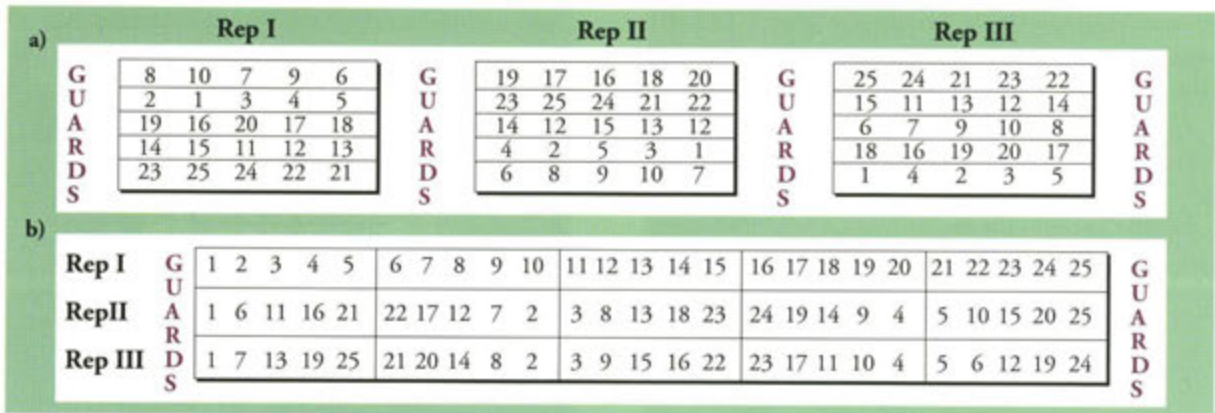 Rep I Rep II Rep III
a)
G 8 10 7 9 6 G 19 17 16 18 20 G 25 24 21 23 22 G
U 2 1 3 4 5 U 23 25 24 21 22 U 15 11 13 12 14 U
A 19 16 20 17 18 A 14 12 15 13 12 A 6 7 9 10 8 A
R 14 15 11 12 13 R 4 2 5 3 1 R 18 16 19 20 17 R
D 23 25 24 22 21 D 6 8 9 10 7 D 1 4 2 3 5 D
S S S S
b)
Rep I G 1 2 3 4 5 6 7 8 9 10 11 12 13 14 15 16 17 18 19 20 21 22 23 24 25 G
U U
RepII A 1 6 11 16 21 22 17 12 7 2 3 8 13 18 23 24 19 14 9 4 5 10 15 20 25 A
R R
Rep III D 1 7 13 19 25 21 20 14 8 2 3 9 15 16 22 23 17 11 10 4 5 6 12 19 24 D
S S